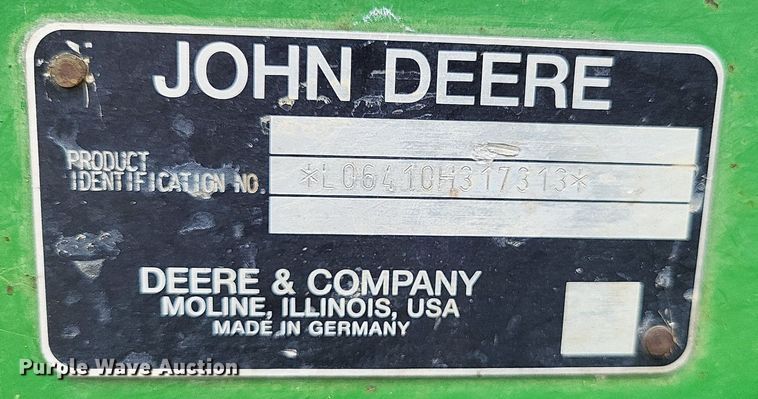 JOHN DEERE
PRODUCT
IDENTIFICATION NO.
*L06410H317313*
DEERE & COMPANY
MOLINE, ILLINOIS, USA
MADE IN GERMANY
Purple Wave Auction